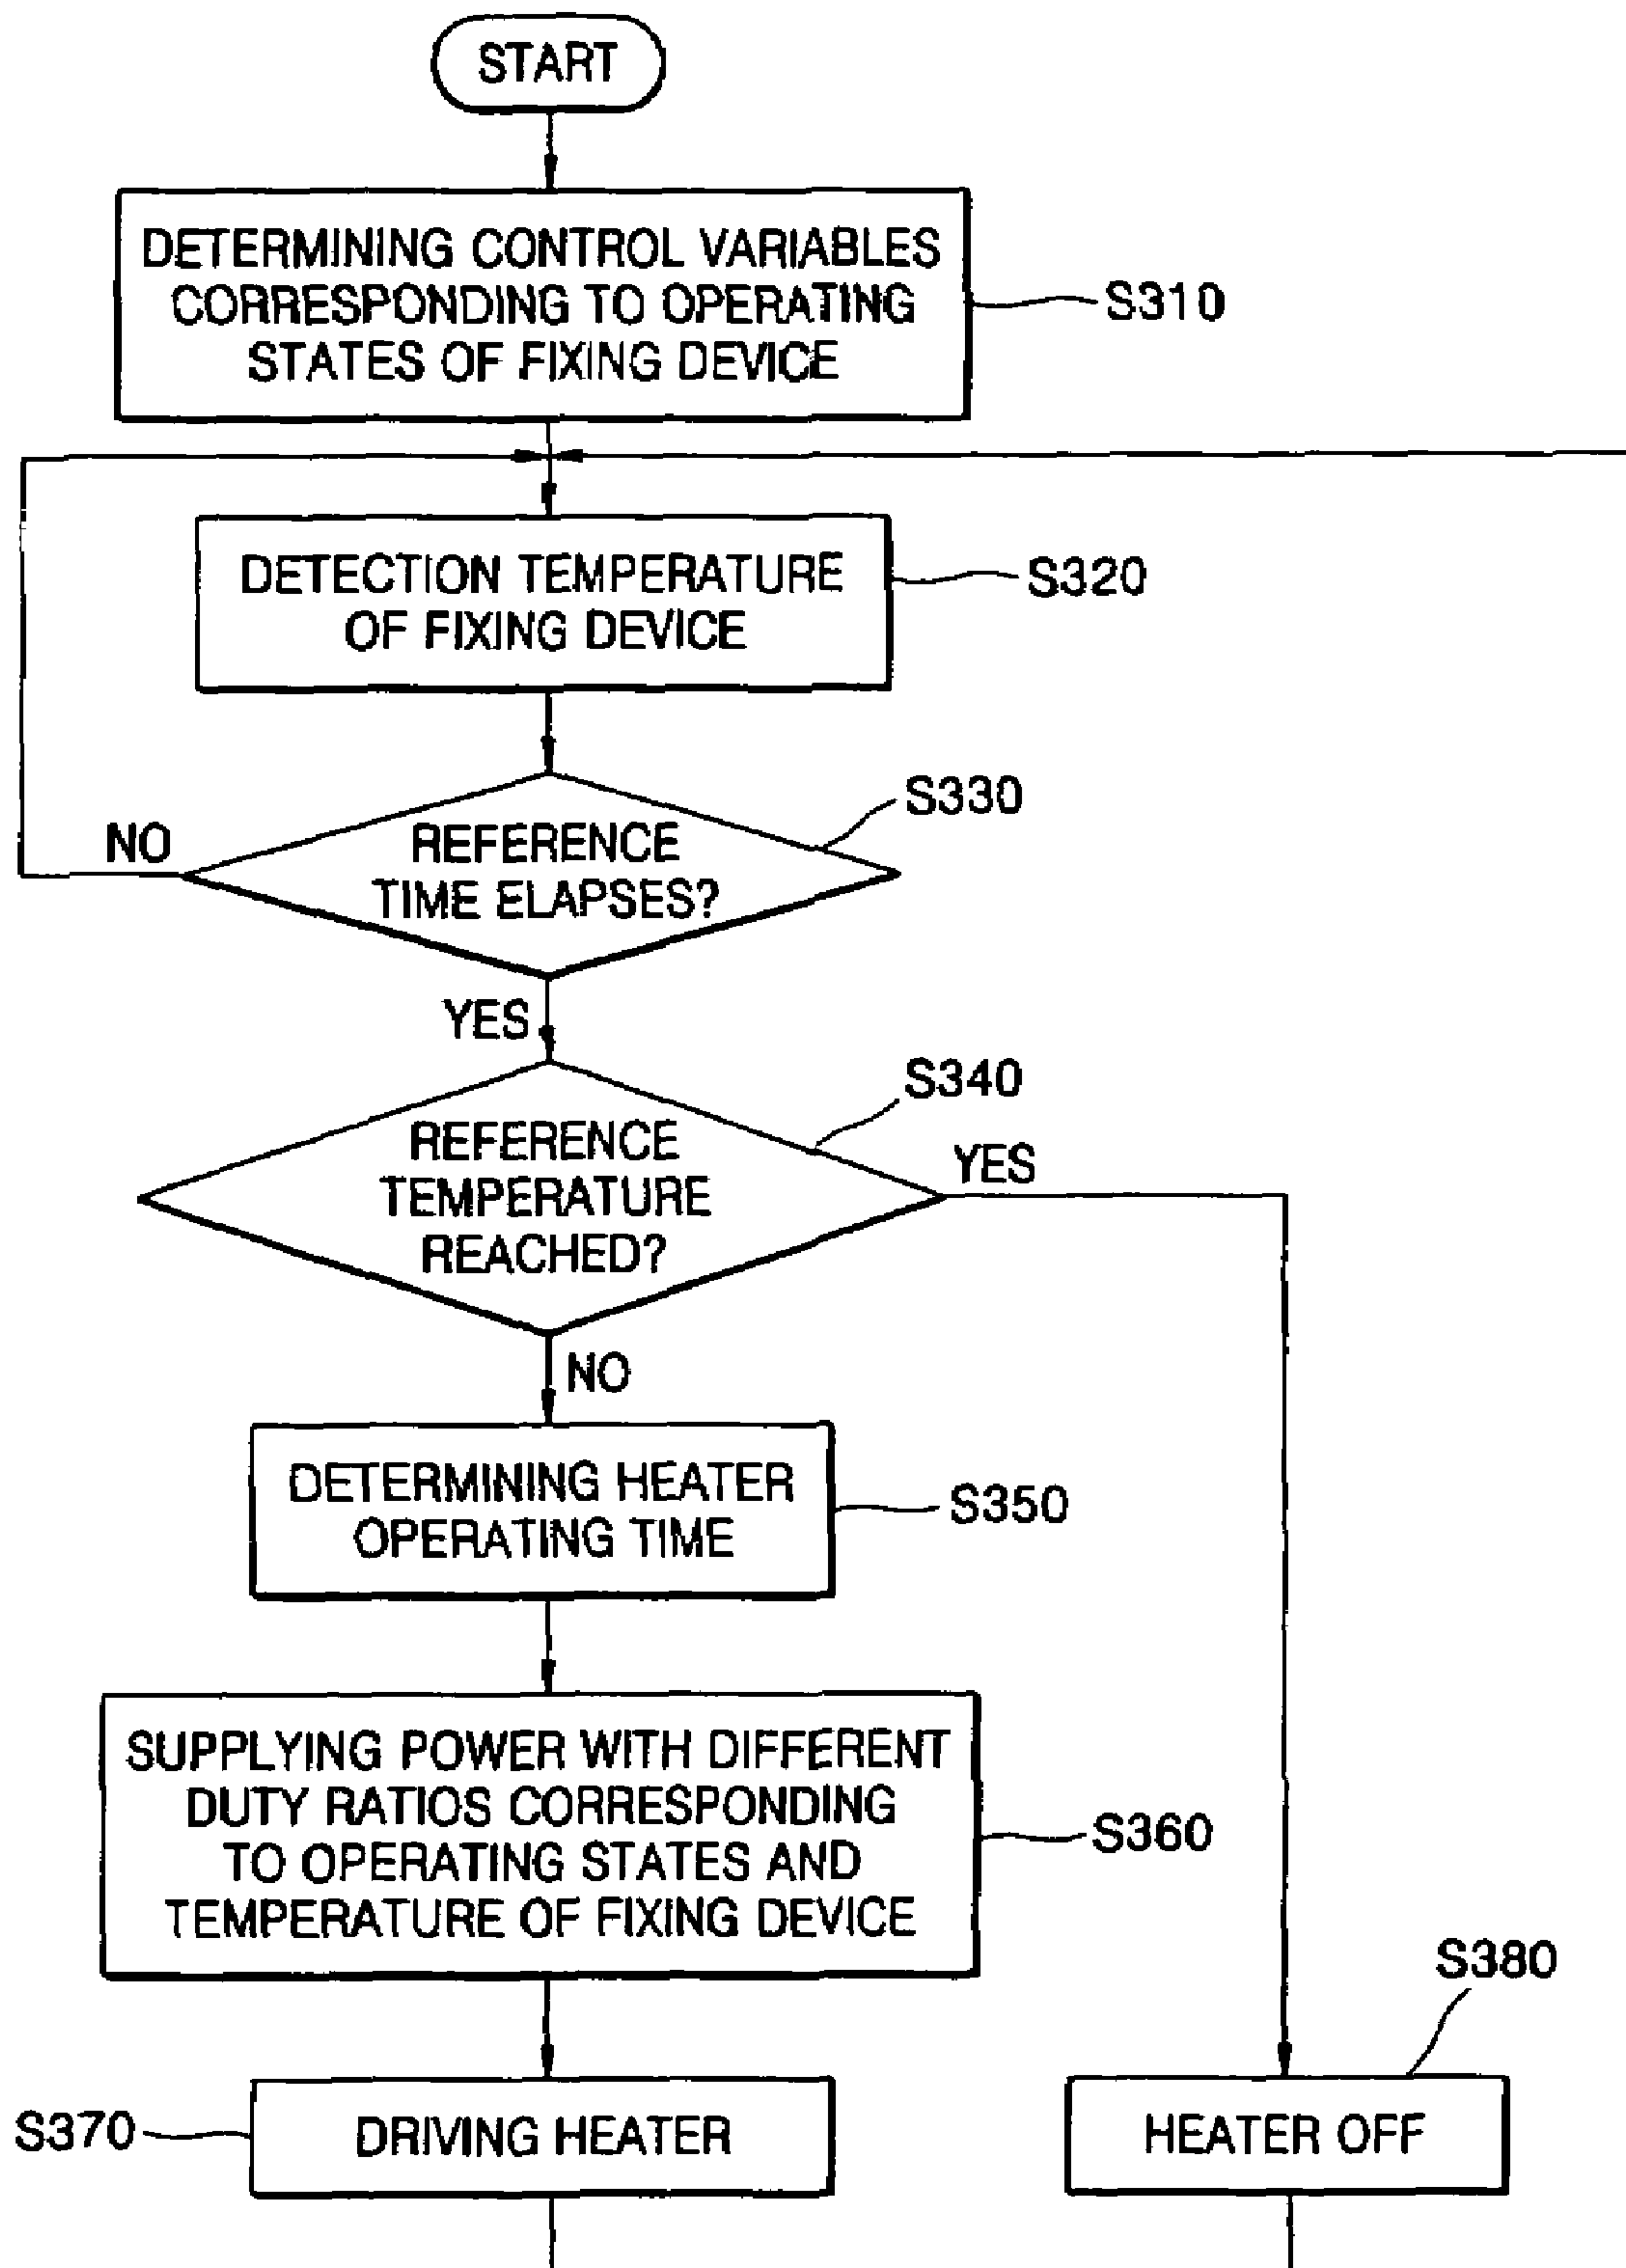 START
DETERMINING CONTROL VARIABLES
CORRESPONDING TO OPERATING
STATES OF FIXING DEVICE
S310
DETECTION TEMPERATURE
OF FIXING DEVICE
S320
S330
NO
REFERENCE
TIME ELAPSES?
YES
S340
REFERENCE
TEMPERATURE
REACHED?
YES
NO
DETERMINING HEATER
OPERATING TIME
S350
SUPPLYING POWER WITH DIFFERENT
DUTY RATIOS CORRESPONDING
TO OPERATING STATES AND
TEMPERATURE OF FIXING DEVICE
S360
S380
S370
DRIVING HEATER
HEATER OFF